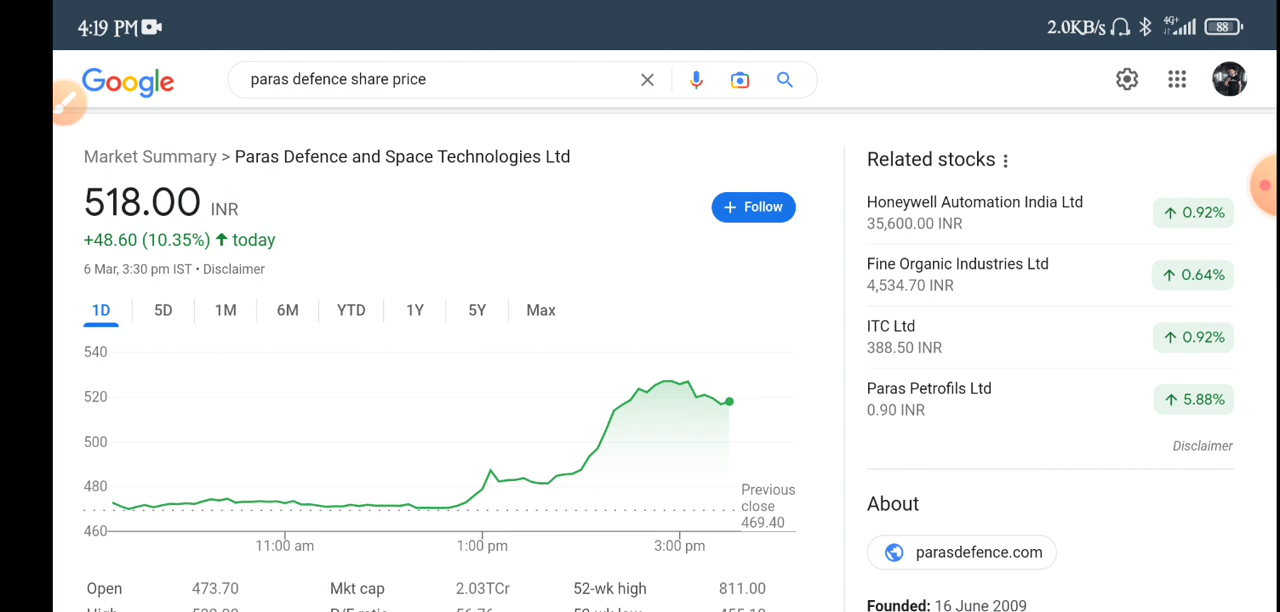 4:19 PM
2.0KB/s 4G+ 88
Google
paras defence share price
Market Summary > Paras Defence and Space Technologies Ltd
518.00 INR
+ Follow
+48.60 (10.35%) ↑ today
6 Mar, 3:30 pm IST • Disclaimer
1D 5D 1M 6M YTD 1Y 5Y Max
540
520
500
480
460
Previous
close
469.40
11:00 am 1:00 pm 3:00 pm
Open 473.70 Mkt cap 2.03TCr 52-wk high 811.00
Related stocks
Honeywell Automation India Ltd
35,600.00 INR
↑ 0.92%
Fine Organic Industries Ltd
4,534.70 INR
↑ 0.64%
ITC Ltd
388.50 INR
↑ 0.92%
Paras Petrofils Ltd
0.90 INR
↑ 5.88%
Disclaimer
About
parasdefence.com
Founded: 16 June 2009